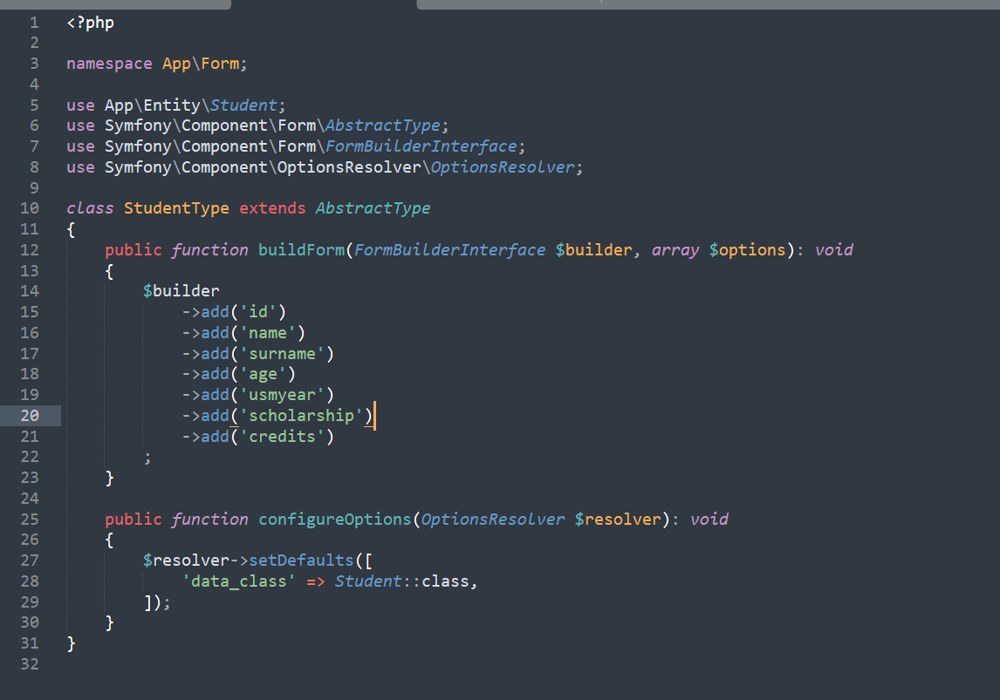 1 <?php
2
3 namespace App\Form;
4
5 use App\Entity\Student;
6 use Symfony\Component\Form\AbstractType;
7 use Symfony\Component\Form\FormBuilderInterface;
8 use Symfony\Component\OptionsResolver\OptionsResolver;
9
10 class StudentType extends AbstractType
11 {
12     public function buildForm(FormBuilderInterface $builder, array $options): void
13     {
14         $builder
15             ->add('id')
16             ->add('name')
17             ->add('surname')
18             ->add('age')
19             ->add('usmyear')
20             ->add('scholarship')
21             ->add('credits')
22         ;
23     }
24
25     public function configureOptions(OptionsResolver $resolver): void
26     {
27         $resolver->setDefaults([
28             'data_class' => Student::class,
29         ]);
30     }
31 }
32